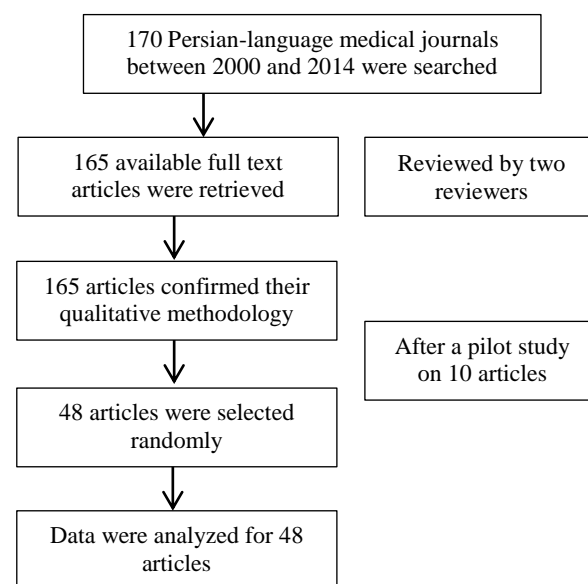 170 Persian-language medical journals
between 2000 and 2014 were searched
165 available full text
articles were retrieved
Reviewed by two
reviewers
165 articles confirmed their
qualitative methodology
After a pilot study
on 10 articles
48 articles were selected
randomly
Data were analyzed for 48
articles